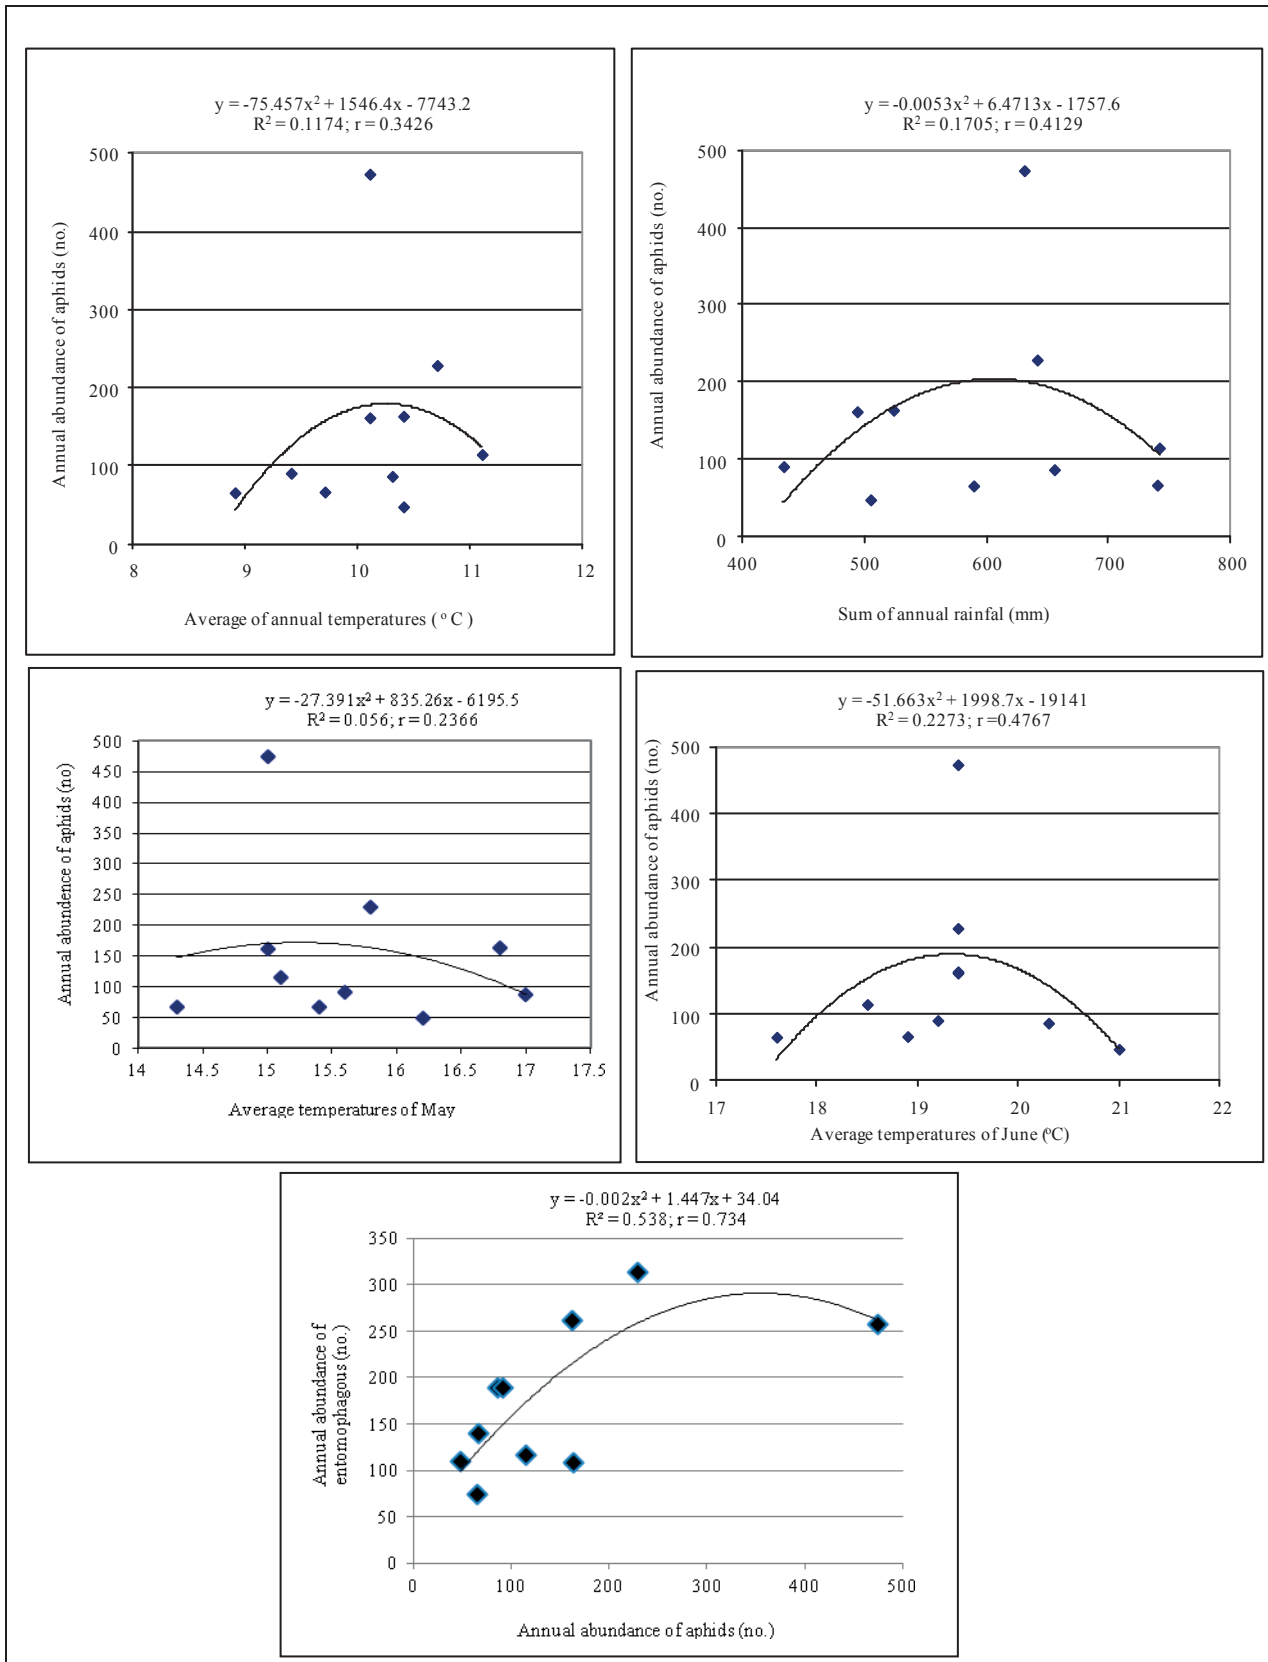 y = -75.457x² + 1546.4x - 7743.2
R² = 0.1174; r = 0.3426
Annual abundance of aphids (no.)
500
400
300
200
100
0
8 9 10 11 12
Average of annual temperatures ( ° C )
y = -0.0053x² + 6.4713x - 1757.6
R² = 0.1705; r = 0.4129
Annual abundance of aphids (no.)
500
400
300
200
100
0
400 500 600 700 800
Sum of annual rainfal (mm)
y = -27.391x² + 835.26x - 6195.5
R² = 0.056; r = 0.2366
Annual abundence of aphids (no)
500
450
400
350
300
250
200
150
100
50
0
14 14.5 15 15.5 16 16.5 17 17.5
Average temperatures of May
y = -51.663x² + 1998.7x - 19141
R² = 0.2273; r =0.4767
Annual abundance of aphids (no.)
500
400
300
200
100
0
17 18 19 20 21 22
Average temperatures of June (°C)
y = -0.002x² + 1.447x + 34.04
R² = 0.538; r = 0.734
Annual abundance of
entomophagous (no.)
350
300
250
200
150
100
50
0
0 100 200 300 400 500
Annual abundance of aphids (no.)